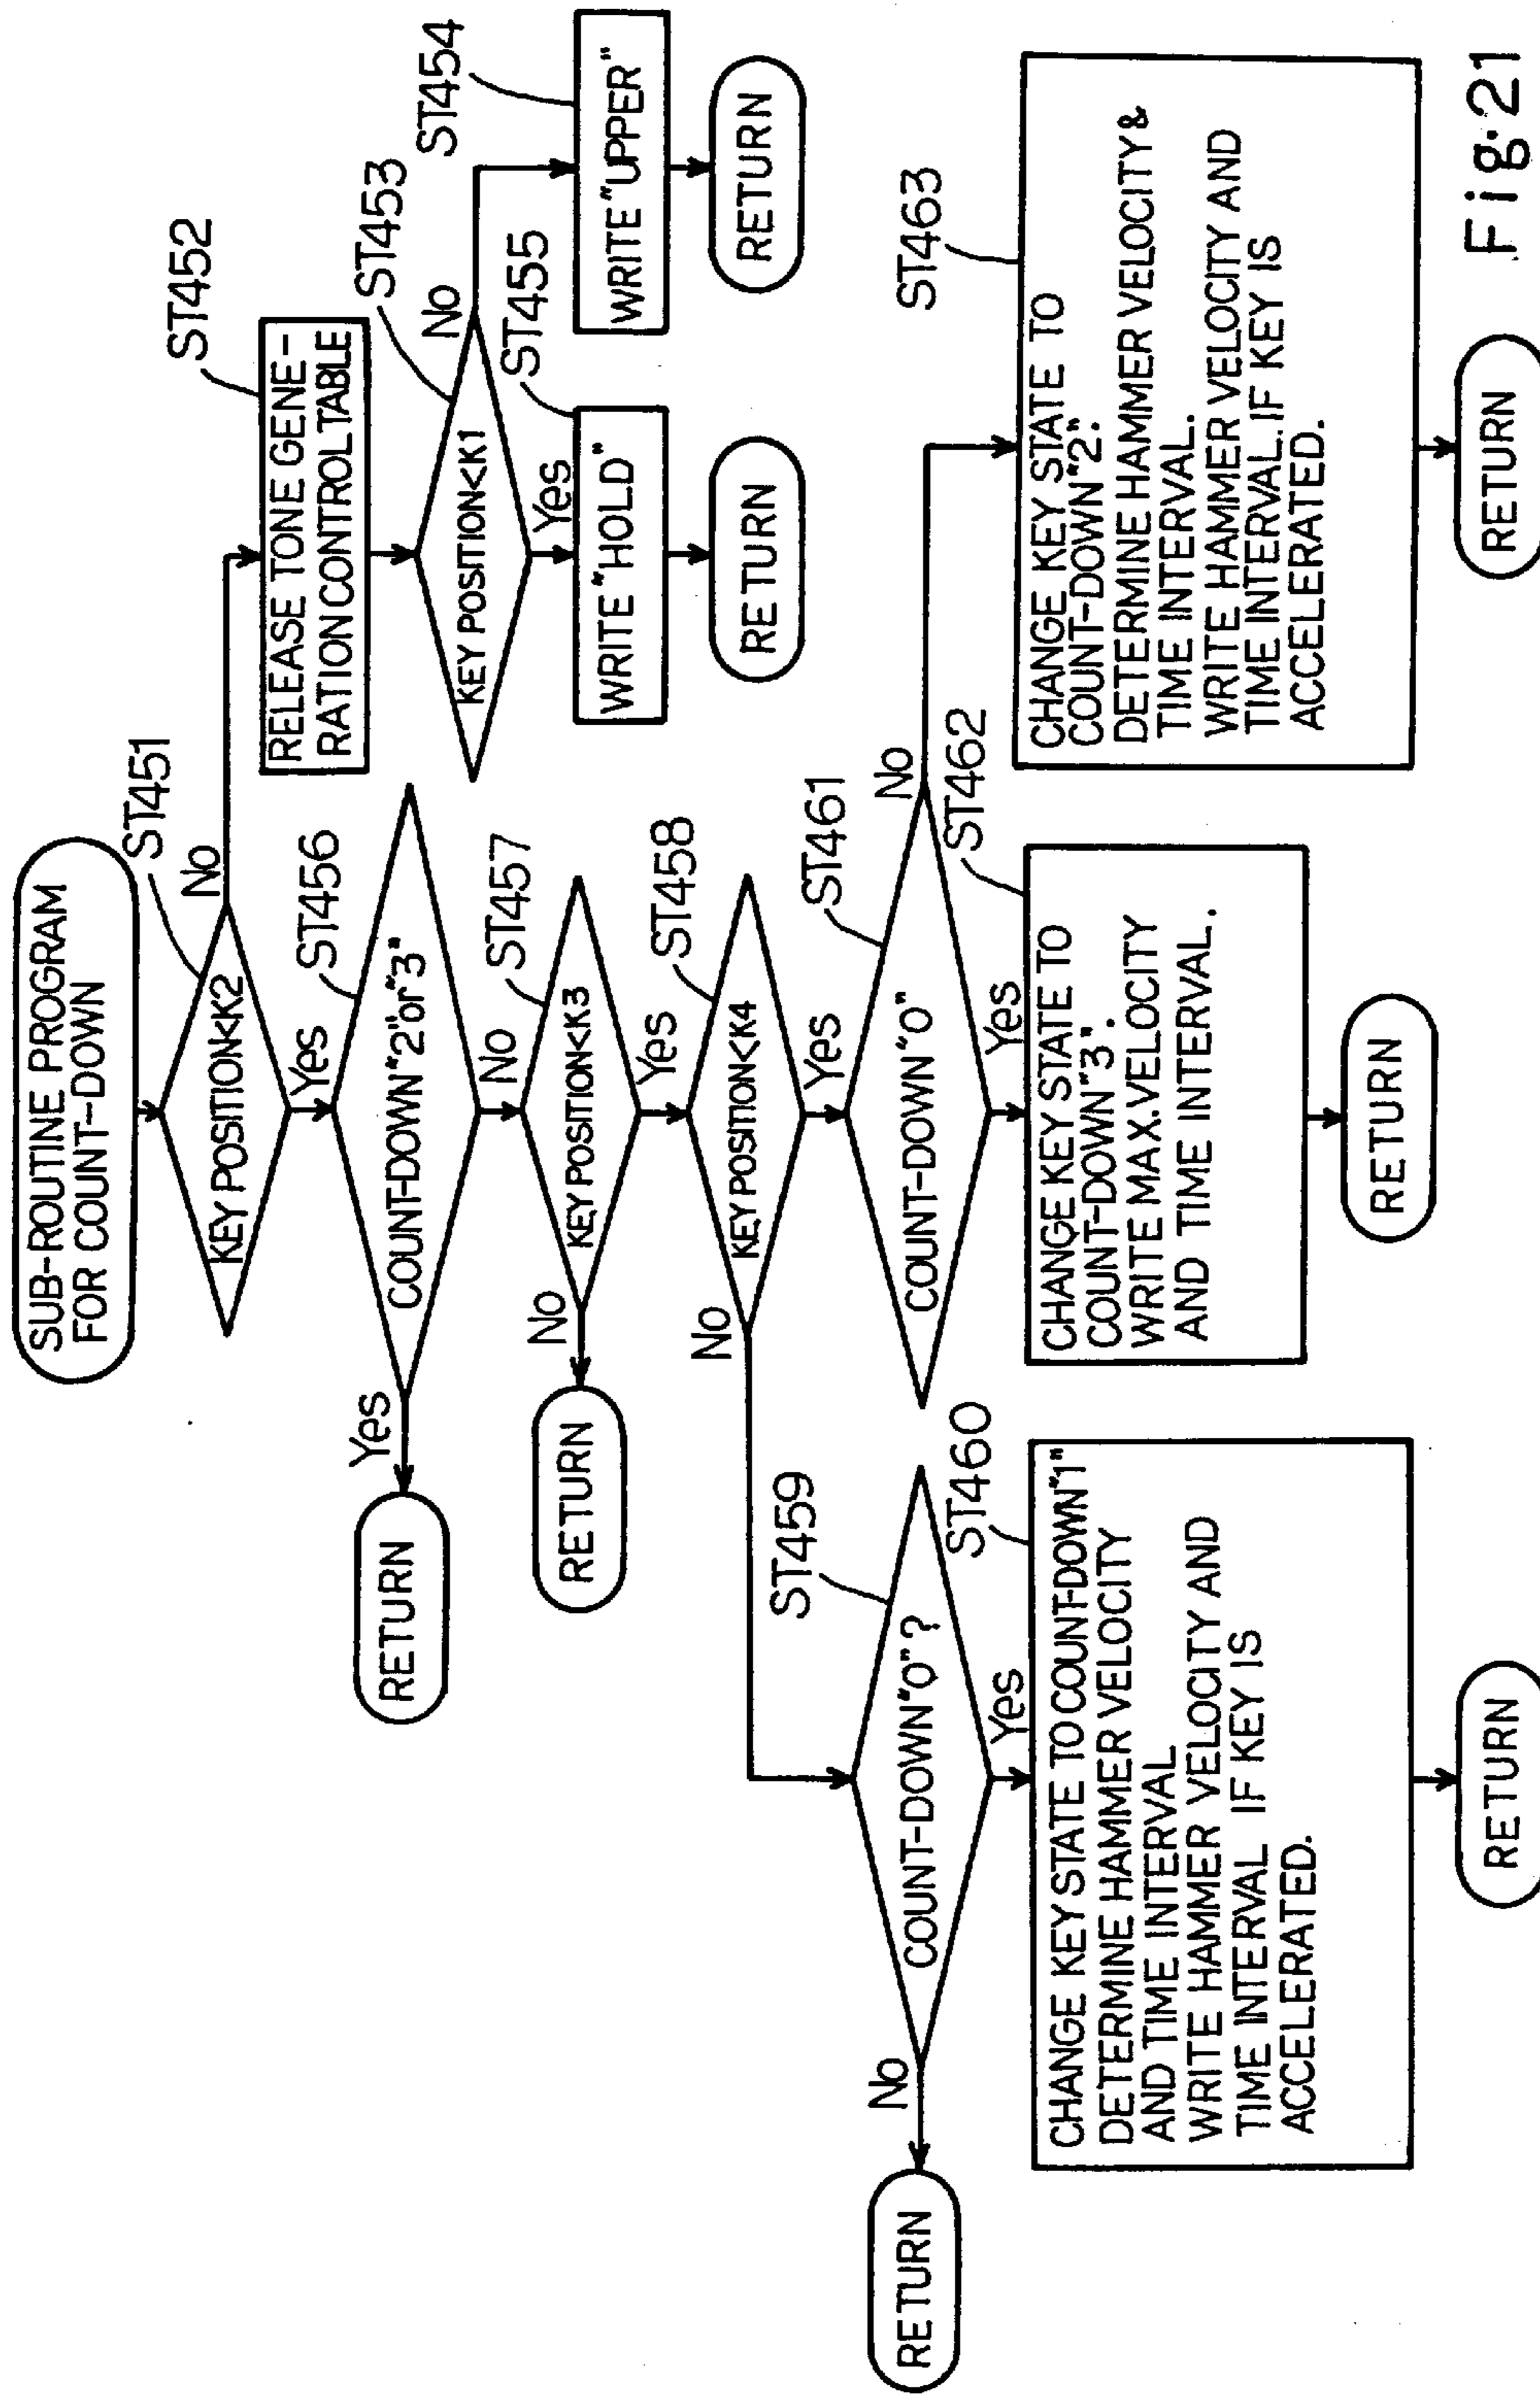 SUB-ROUTINE PROGRAM
FOR COUNT-DOWN
ST451
KEY POSITION<K2
No
Yes
ST452
RELEASE TONE GENE-
RATION CONTROL TABLE
ST453
KEY POSITION<K1
No
Yes
ST454
WRITE "UPPER"
RETURN
ST455
WRITE "HOLD"
RETURN
ST456
COUNT-DOWN "2" or "3"
Yes
RETURN
No
ST457
KEY POSITION<K3
No
RETURN
Yes
ST458
KEY POSITION<K4
No
Yes
ST459
COUNT-DOWN "0"?
No
RETURN
Yes
ST460
CHANGE KEY STATE TO COUNT-DOWN "1"
DETERMINE HAMMER VELOCITY
AND TIME INTERVAL
WRITE HAMMER VELOCITY AND
TIME INTERVAL IF KEY IS
ACCELERATED.
RETURN
ST461
COUNT-DOWN "0"
No
Yes
ST462
CHANGE KEY STATE TO
COUNT-DOWN "3".
WRITE MAX. VELOCITY
AND TIME INTERVAL.
RETURN
ST463
CHANGE KEY STATE TO
COUNT-DOWN "2".
DETERMINE HAMMER VELOCITY &
TIME INTERVAL.
WRITE HAMMER VELOCITY AND
TIME INTERVAL. IF KEY IS
ACCELERATED.
RETURN
Fig. 21